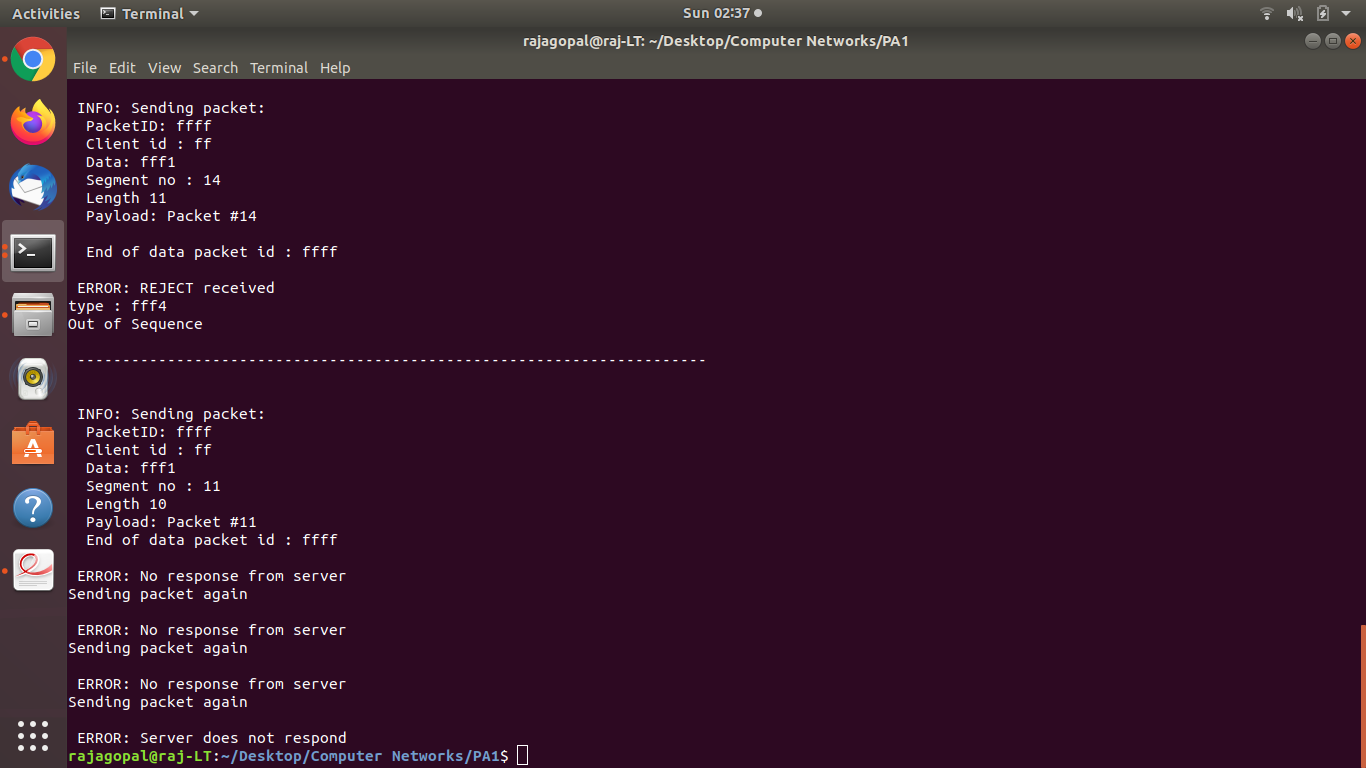 Activities Terminal Sun 02:37
rajagopal@raj-LT: ~/Desktop/Computer Networks/PA1
File Edit View Search Terminal Help
INFO: Sending packet:
PacketID: ffff
Client id : ff
Data: fff1
Segment no : 14
Length 11
Payload: Packet #14
End of data packet id : ffff
ERROR: REJECT received
type : fff4
Out of Sequence
----------------------------------------------------------------------
INFO: Sending packet:
PacketID: ffff
Client id : ff
Data: fff1
Segment no : 11
Length 10
Payload: Packet #11
End of data packet id : ffff
ERROR: No response from server
Sending packet again
ERROR: No response from server
Sending packet again
ERROR: No response from server
Sending packet again
ERROR: Server does not respond
rajagopal@raj-LT:~/Desktop/Computer Networks/PA1$